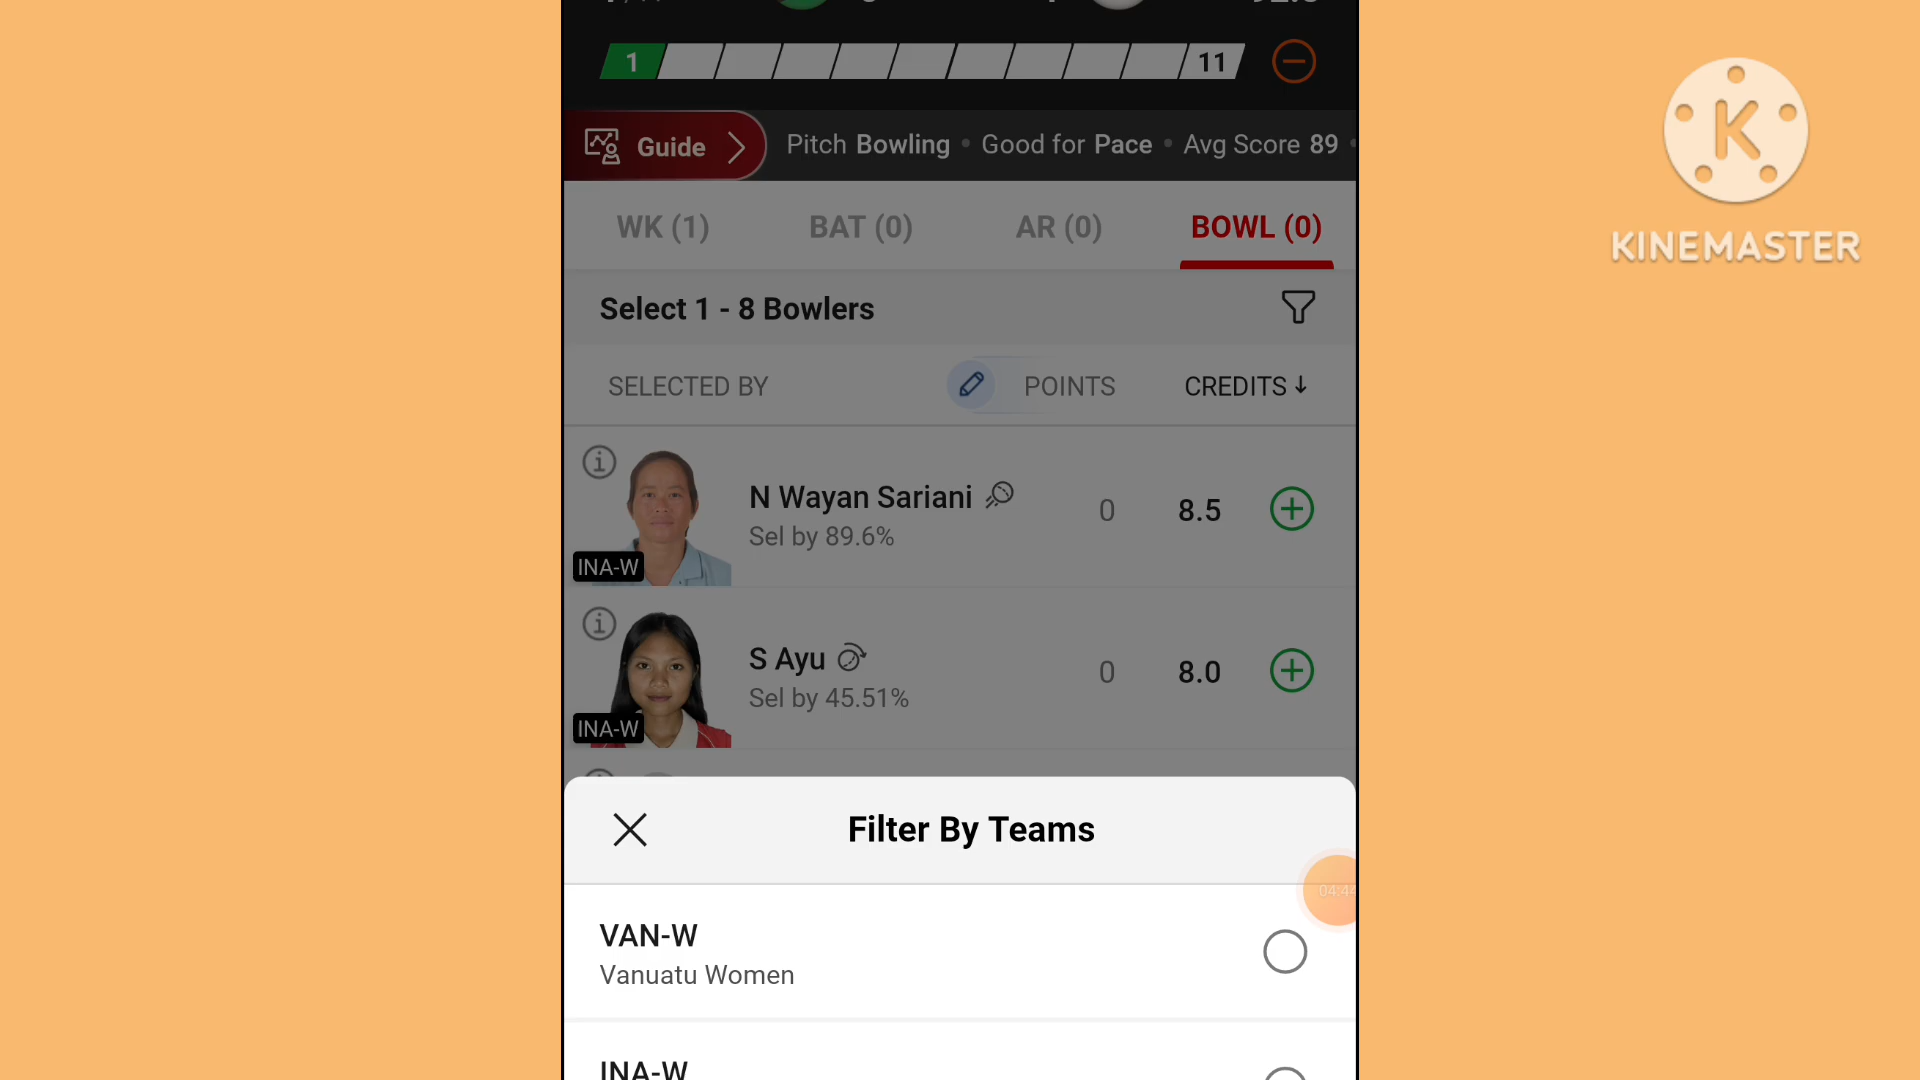 1 11
Guide Pitch Bowling • Good for Pace • Avg Score 89
WK (1) BAT (0) AR (0) BOWL (0)
Select 1 - 8 Bowlers
SELECTED BY POINTS CREDITS ↓
N Wayan Sariani 0 8.5
Sel by 89.6%
INA-W
S Ayu 0 8.0
Sel by 45.51%
INA-W
Filter By Teams
04:44
VAN-W
Vanuatu Women
INA-W
K
KINEMASTER